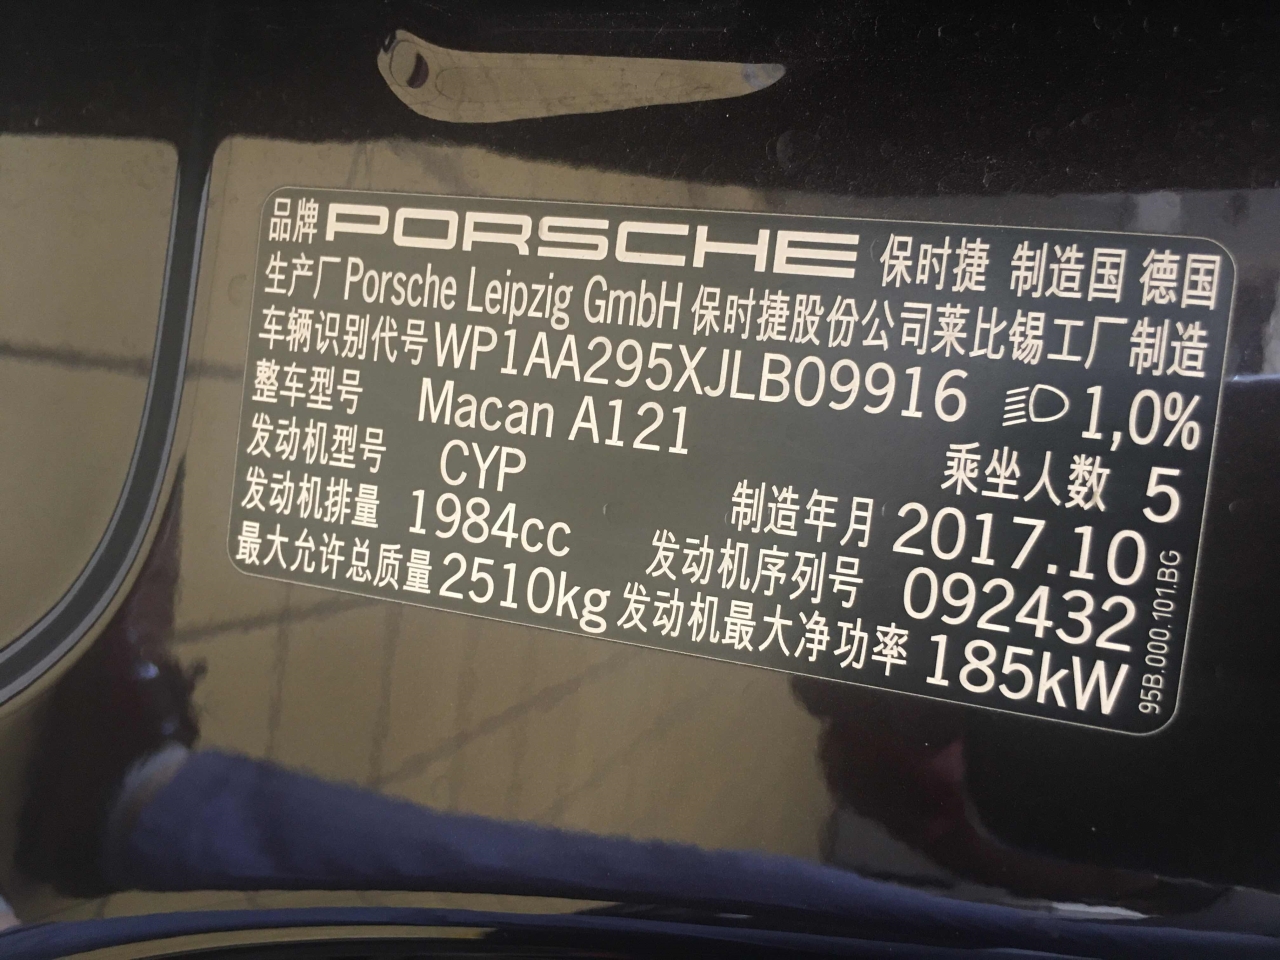 品牌 PORSCHE 保时捷 制造国 德国
生产厂 Porsche Leipzig GmbH 保时捷股份公司莱比锡工厂 制造
车辆识别代号 WP1AA295XJLB09916 1,0%
整车型号 Macan A121 乘坐人数 5
发动机型号 CYP 制造年月 2017.10
发动机排量 1984cc 发动机序列号 092432
最大允许总质量 2510kg 发动机最大净功率 185kW
95B.000.101.BG